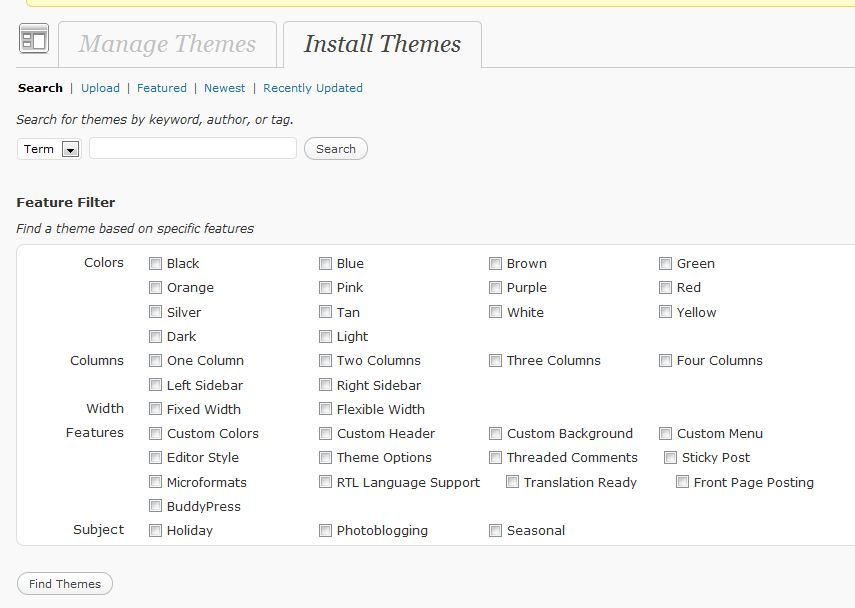 Manage Themes Install Themes
Search | Upload | Featured | Newest | Recently Updated
Search for themes by keyword, author, or tag.
Term Search
Feature Filter
Find a theme based on specific features
Colors Black Blue Brown Green
Orange Pink Purple Red
Silver Tan White Yellow
Dark Light
Columns One Column Two Columns Three Columns Four Columns
Left Sidebar Right Sidebar
Width Fixed Width Flexible Width
Features Custom Colors Custom Header Custom Background Custom Menu
Editor Style Theme Options Threaded Comments Sticky Post
Microformats RTL Language Support Translation Ready Front Page Posting
BuddyPress
Subject Holiday Photoblogging Seasonal
Find Themes